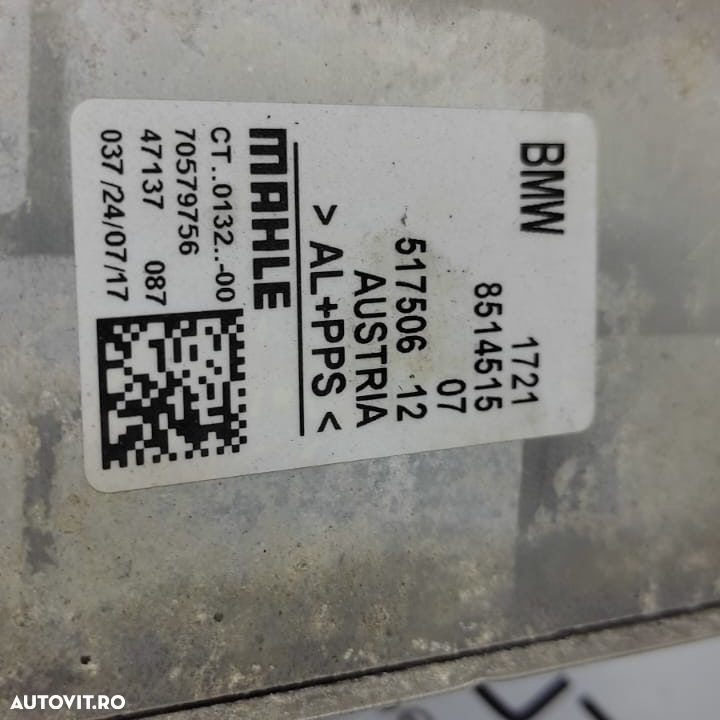 BMW
1721
8514515
07
517506 12
AUSTRIA
> AL+PPS <
MAHLE
CT..0132..-00
70579756
47137 087
037/24/07/17
AUTOVIT.RO